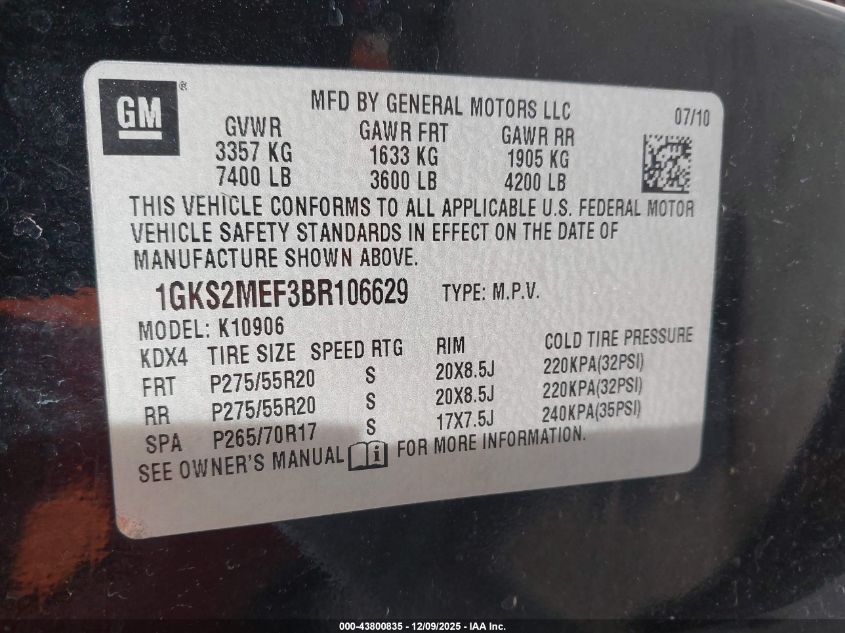 GM ®
MFD BY GENERAL MOTORS LLC 07/10
GVWR GAWR FRT GAWR RR
3357 KG 1633 KG 1905 KG
7400 LB 3600 LB 4200 LB
THIS VEHICLE CONFORMS TO ALL APPLICABLE U.S. FEDERAL MOTOR
VEHICLE SAFETY STANDARDS IN EFFECT ON THE DATE OF
MANUFACTURE SHOWN ABOVE.
1GKS2MEF3BR106629 TYPE: M.P.V.
MODEL: K10906
KDX4 TIRE SIZE SPEED RTG RIM COLD TIRE PRESSURE
FRT P275/55R20 S 20X8.5J 220KPA(32PSI)
RR P275/55R20 S 20X8.5J 220KPA(32PSI)
SPA P265/70R17 S 17X7.5J 240KPA(35PSI)
SEE OWNER'S MANUAL i FOR MORE INFORMATION.
000-43800835 - 12/09/2025 - IAA Inc.